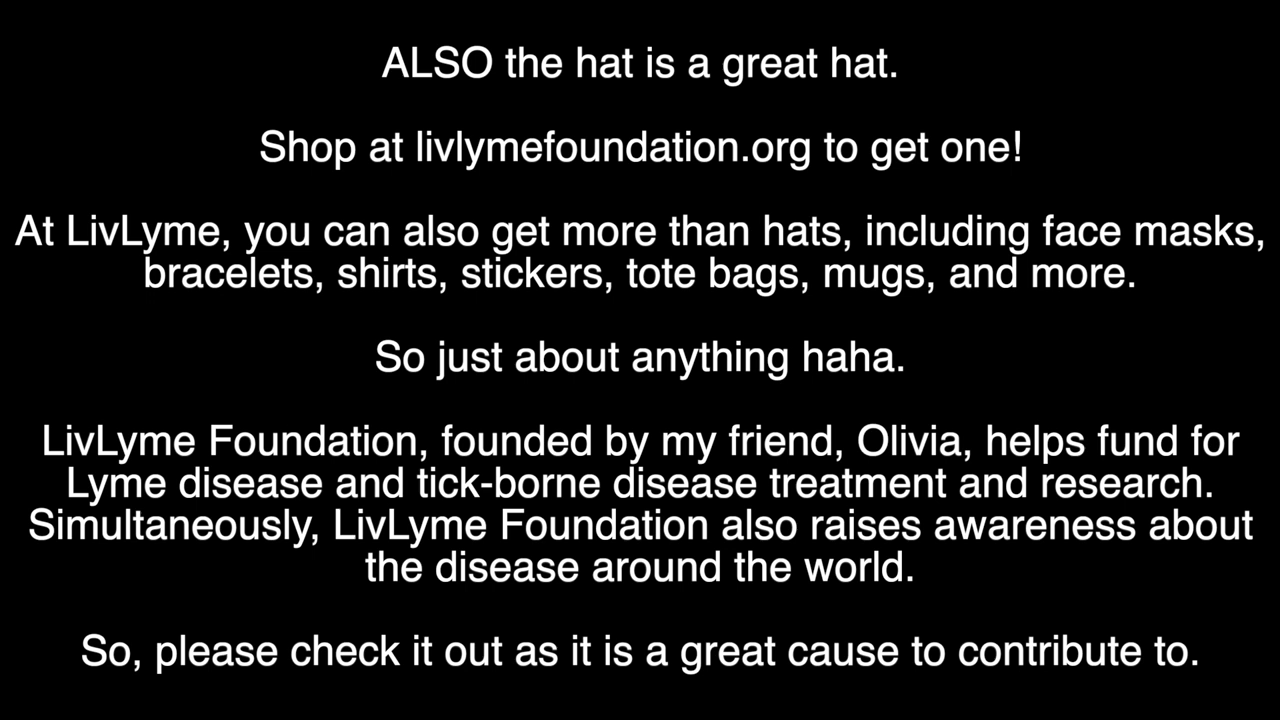 ALSO the hat is a great hat.
Shop at livlymefoundation.org to get one!
At LivLyme, you can also get more than hats, including face masks,
bracelets, shirts, stickers, tote bags, mugs, and more.
So just about anything haha.
LivLyme Foundation, founded by my friend, Olivia, helps fund for
Lyme disease and tick-borne disease treatment and research.
Simultaneously, LivLyme Foundation also raises awareness about
the disease around the world.
So, please check it out as it is a great cause to contribute to.